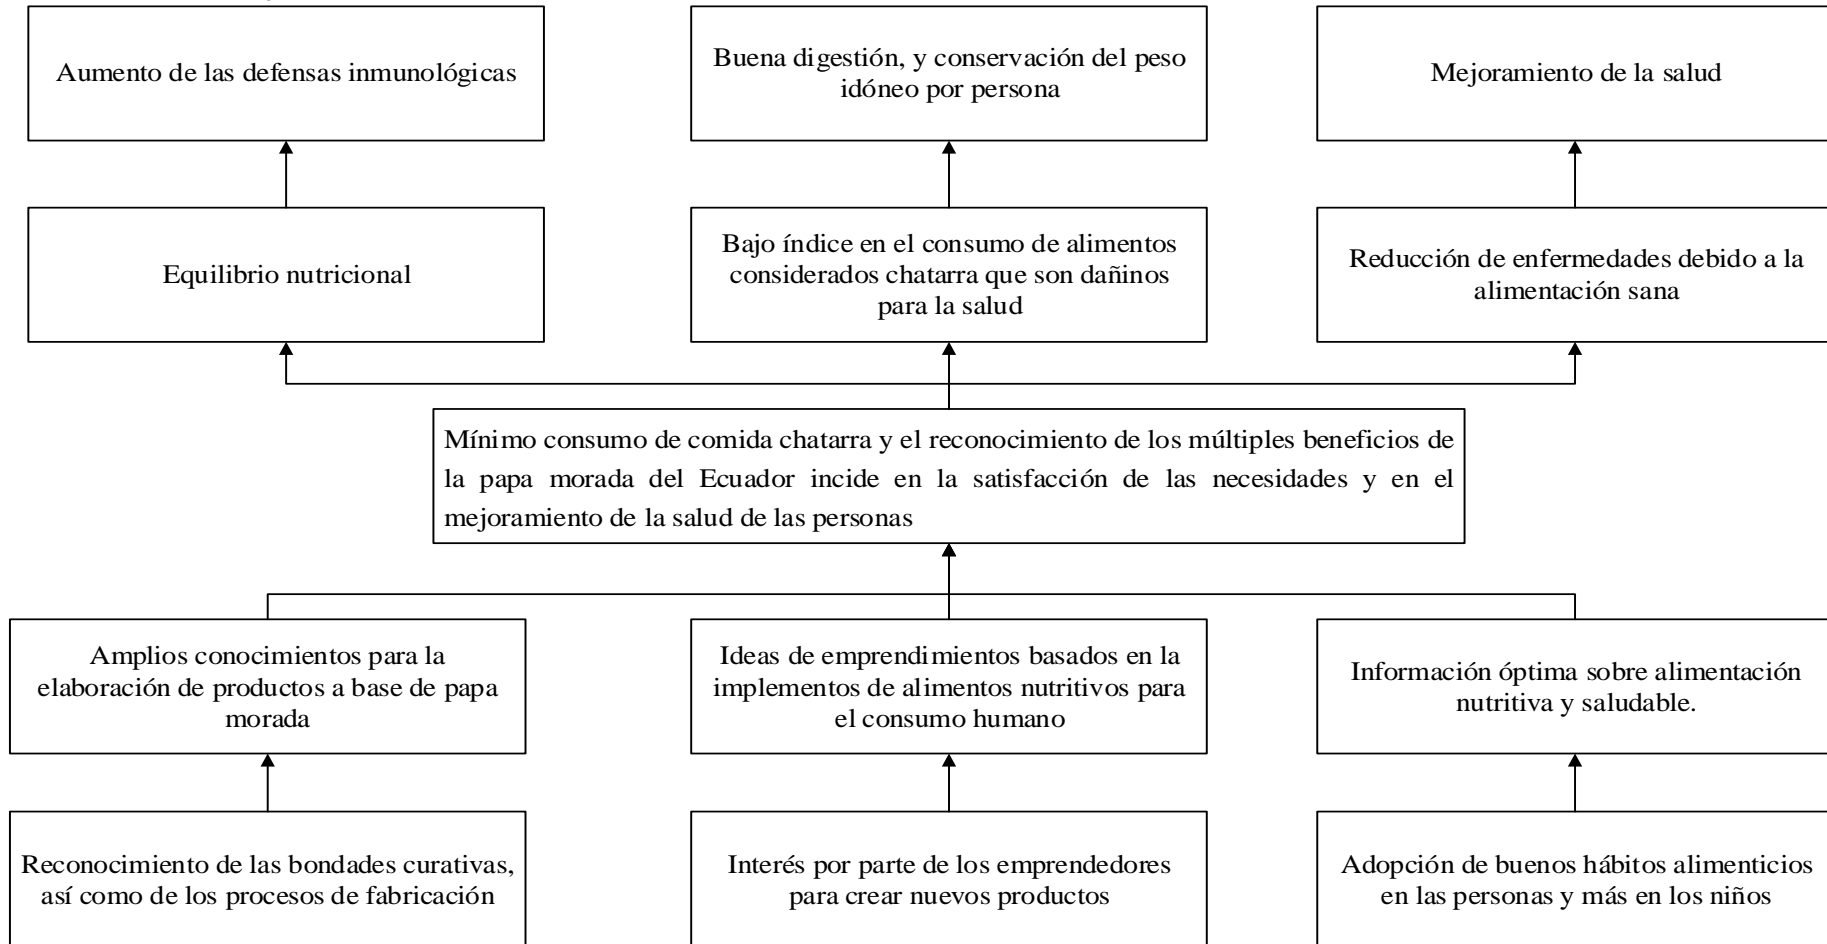 Aumento de las defensas inmunológicas
Buena digestión, y conservación del peso
idóneo por persona
Mejoramiento de la salud
Equilibrio nutricional
Bajo índice en el consumo de alimentos
considerados chatarra que son dañinos
para la salud
Reducción de enfermedades debido a la
alimentación sana
Mínimo consumo de comida chatarra y el reconocimiento de los múltiples beneficios de
la papa morada del Ecuador incide en la satisfacción de las necesidades y en el
mejoramiento de la salud de las personas
Amplios conocimientos para la
elaboración de productos a base de papa
morada
Ideas de emprendimientos basados en la
implementos de alimentos nutritivos para
el consumo humano
Información óptima sobre alimentación
nutritiva y saludable.
Reconocimiento de las bondades curativas,
así como de los procesos de fabricación
Interés por parte de los emprendedores
para crear nuevos productos
Adopción de buenos hábitos alimenticios
en las personas y más en los niños